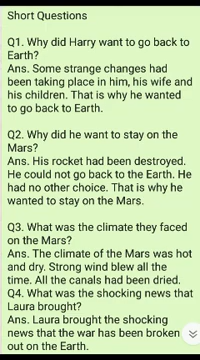 Short Questions
Q1. Why did Harry want to go back to
Earth?
Ans. Some strange changes had
been taking place in him, his wife and
his children. That is why he wanted
to go back to Earth.
Q2. Why did he want to stay on the
Mars?
Ans. His rocket had been destroyed.
He could not go back to the Earth. He
had no other choice. That is why he
wanted to stay on the Mars.
Q3. What was the climate they faced
on the Mars?
Ans. The climate of the Mars was hot
and dry. Strong wind blew all the
time. All the canals had been dried.
Q4. What was the shocking news that
Laura brought?
Ans. Laura brought the shocking
news that the war has been broken
out on the Earth.